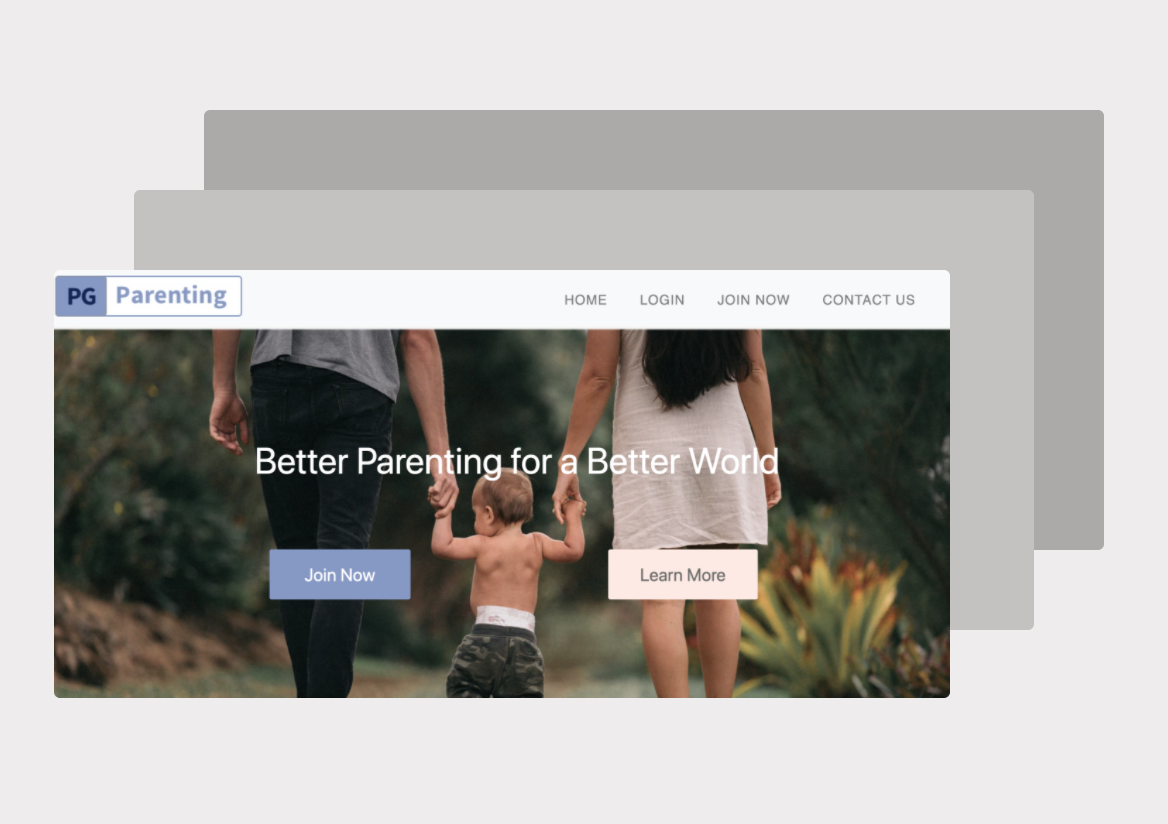 PG Parenting
HOME LOGIN JOIN NOW CONTACT US
Better Parenting for a Better World
Join Now Learn More